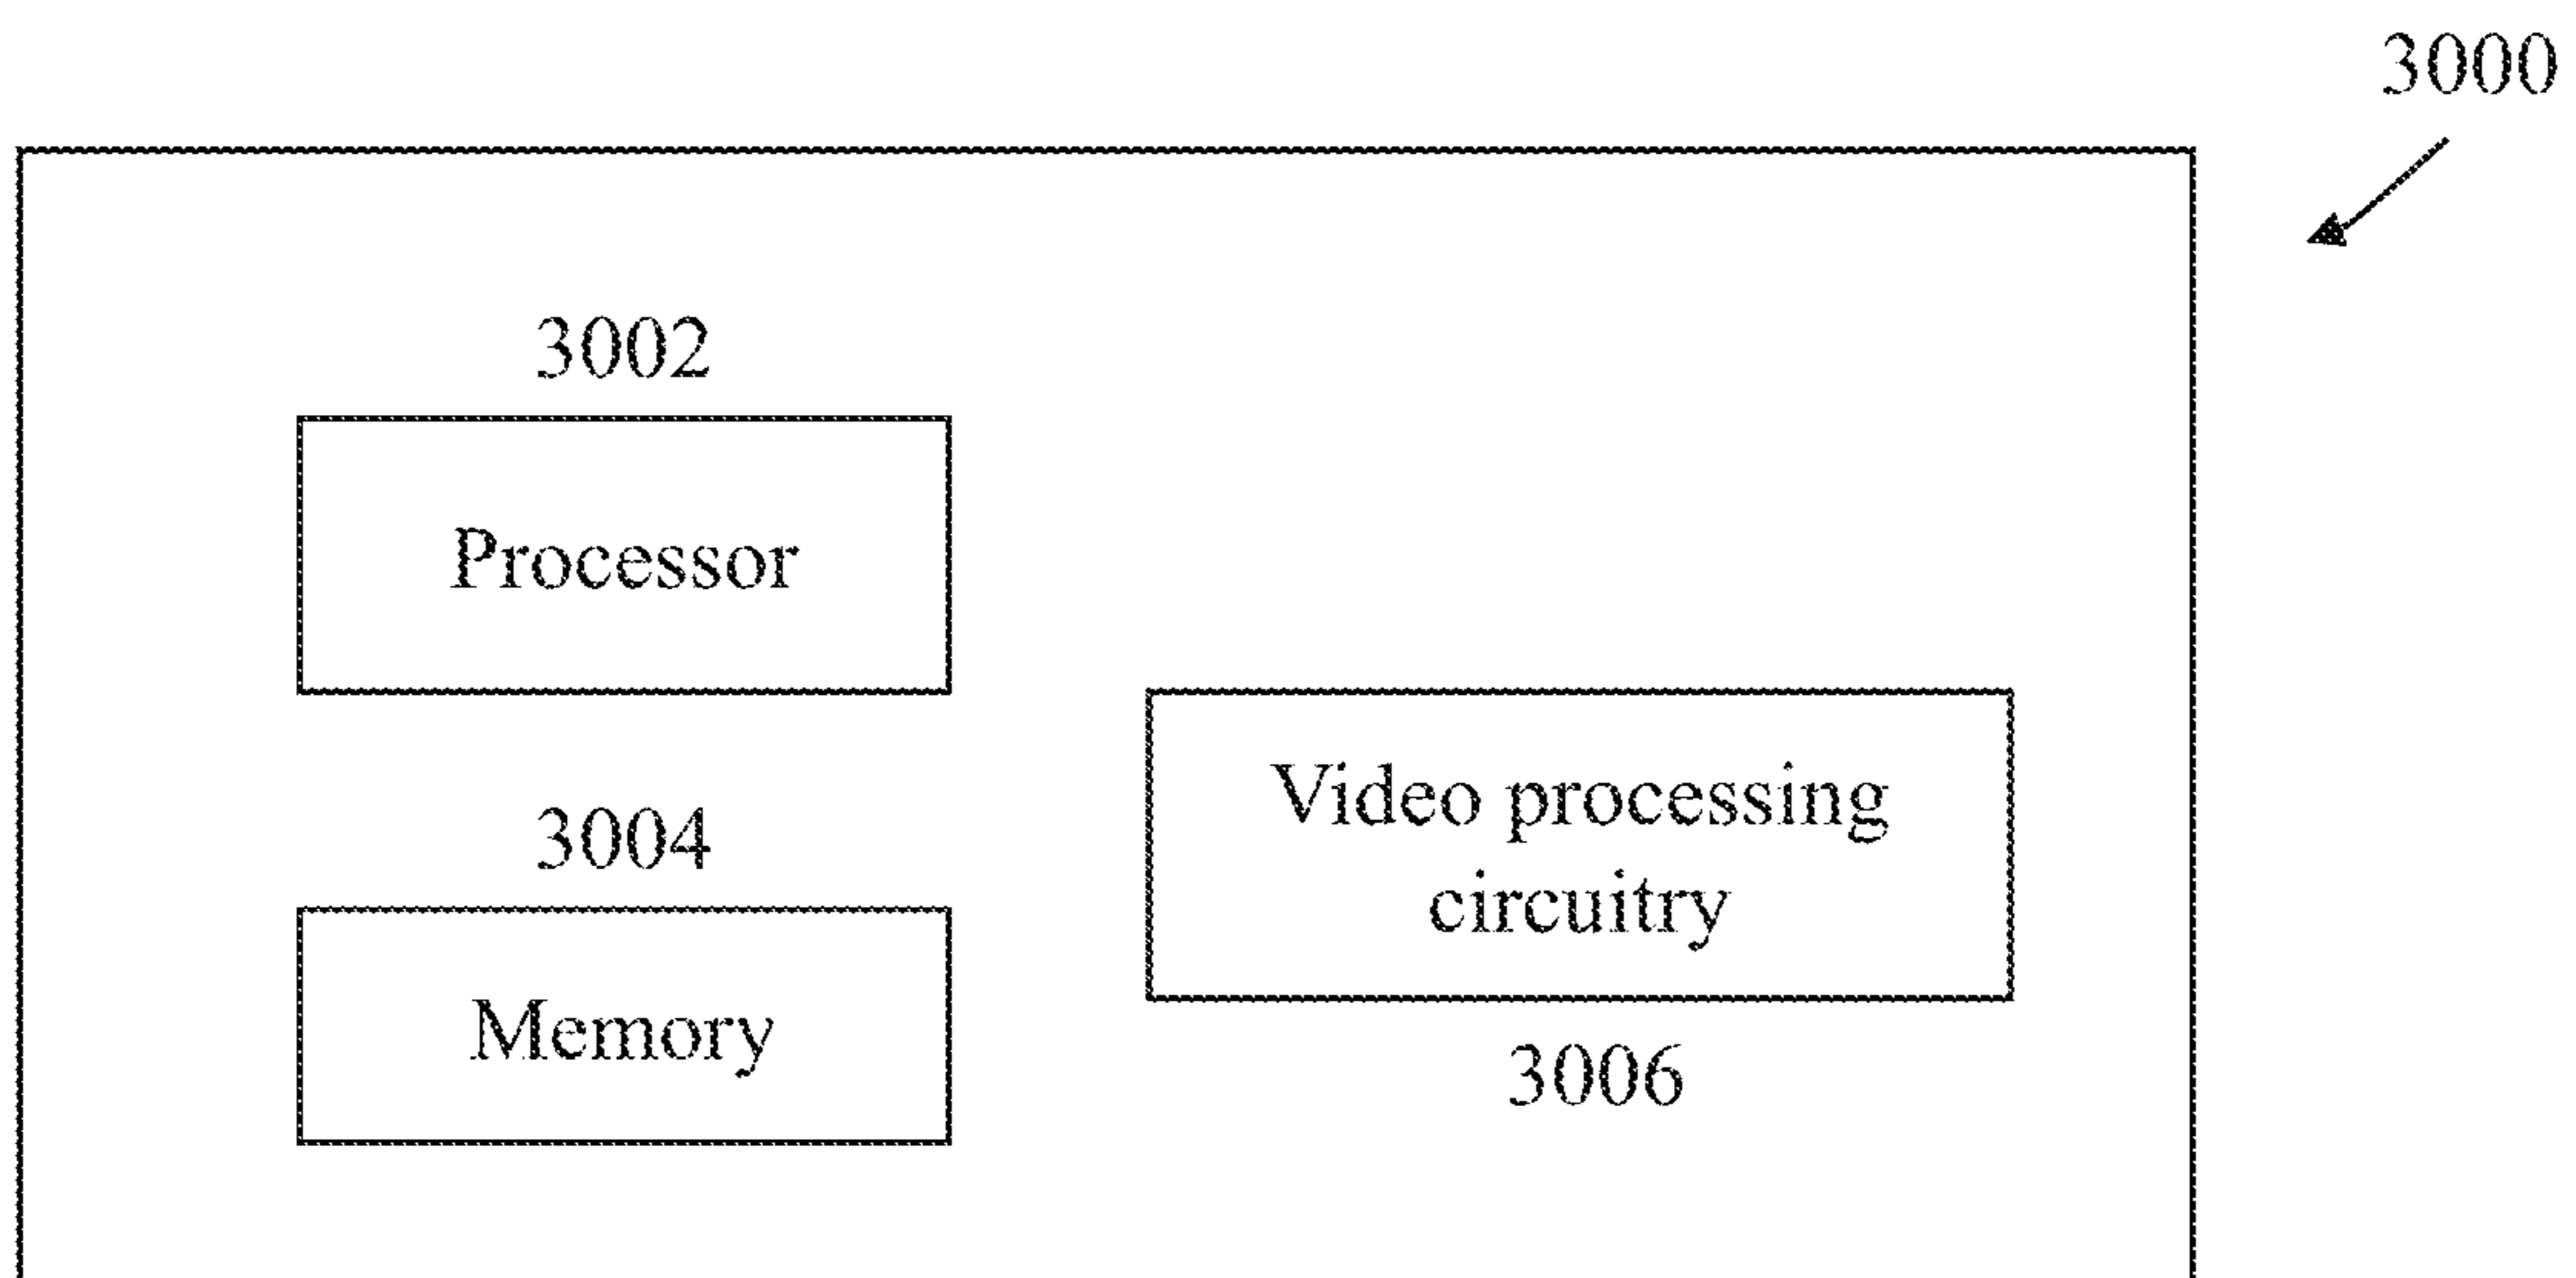 3000
3002
Processor
3004
Memory
Video processing
circuitry
3006